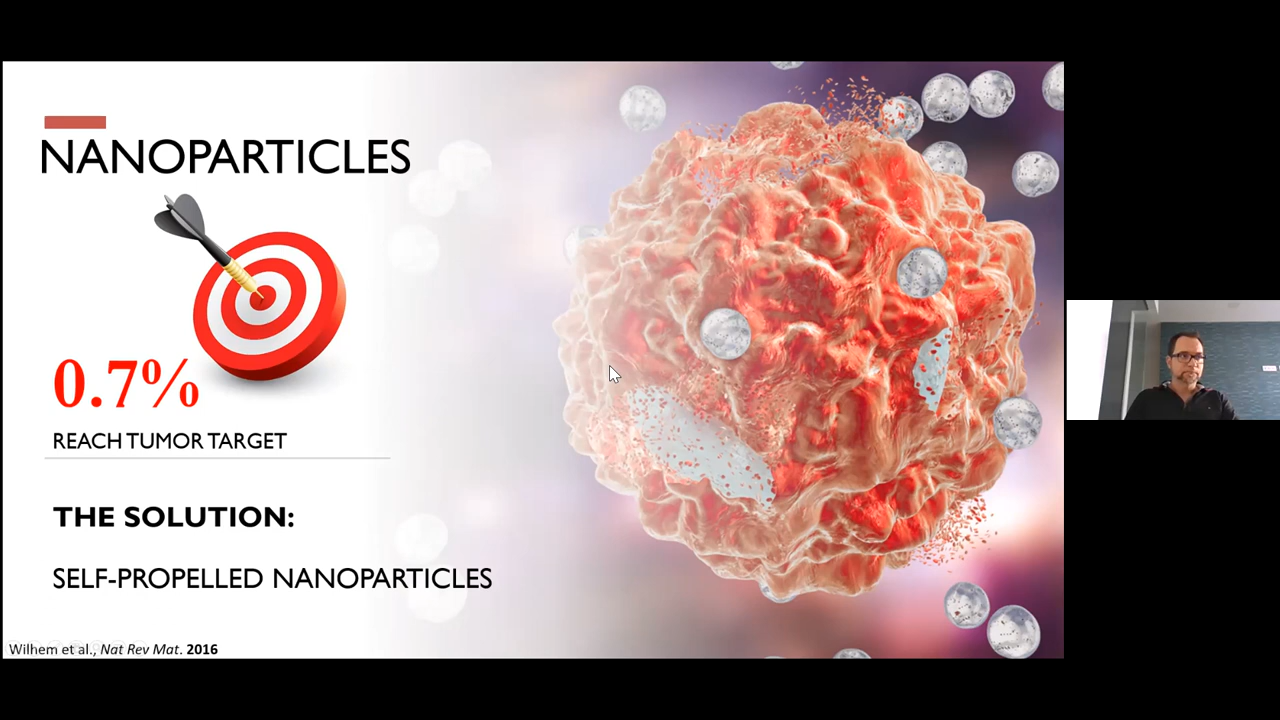 NANOPARTICLES
0.7%
REACH TUMOR TARGET
THE SOLUTION:
SELF-PROPELLED NANOPARTICLES
Wilhem et al., Nat Rev Mat. 2016